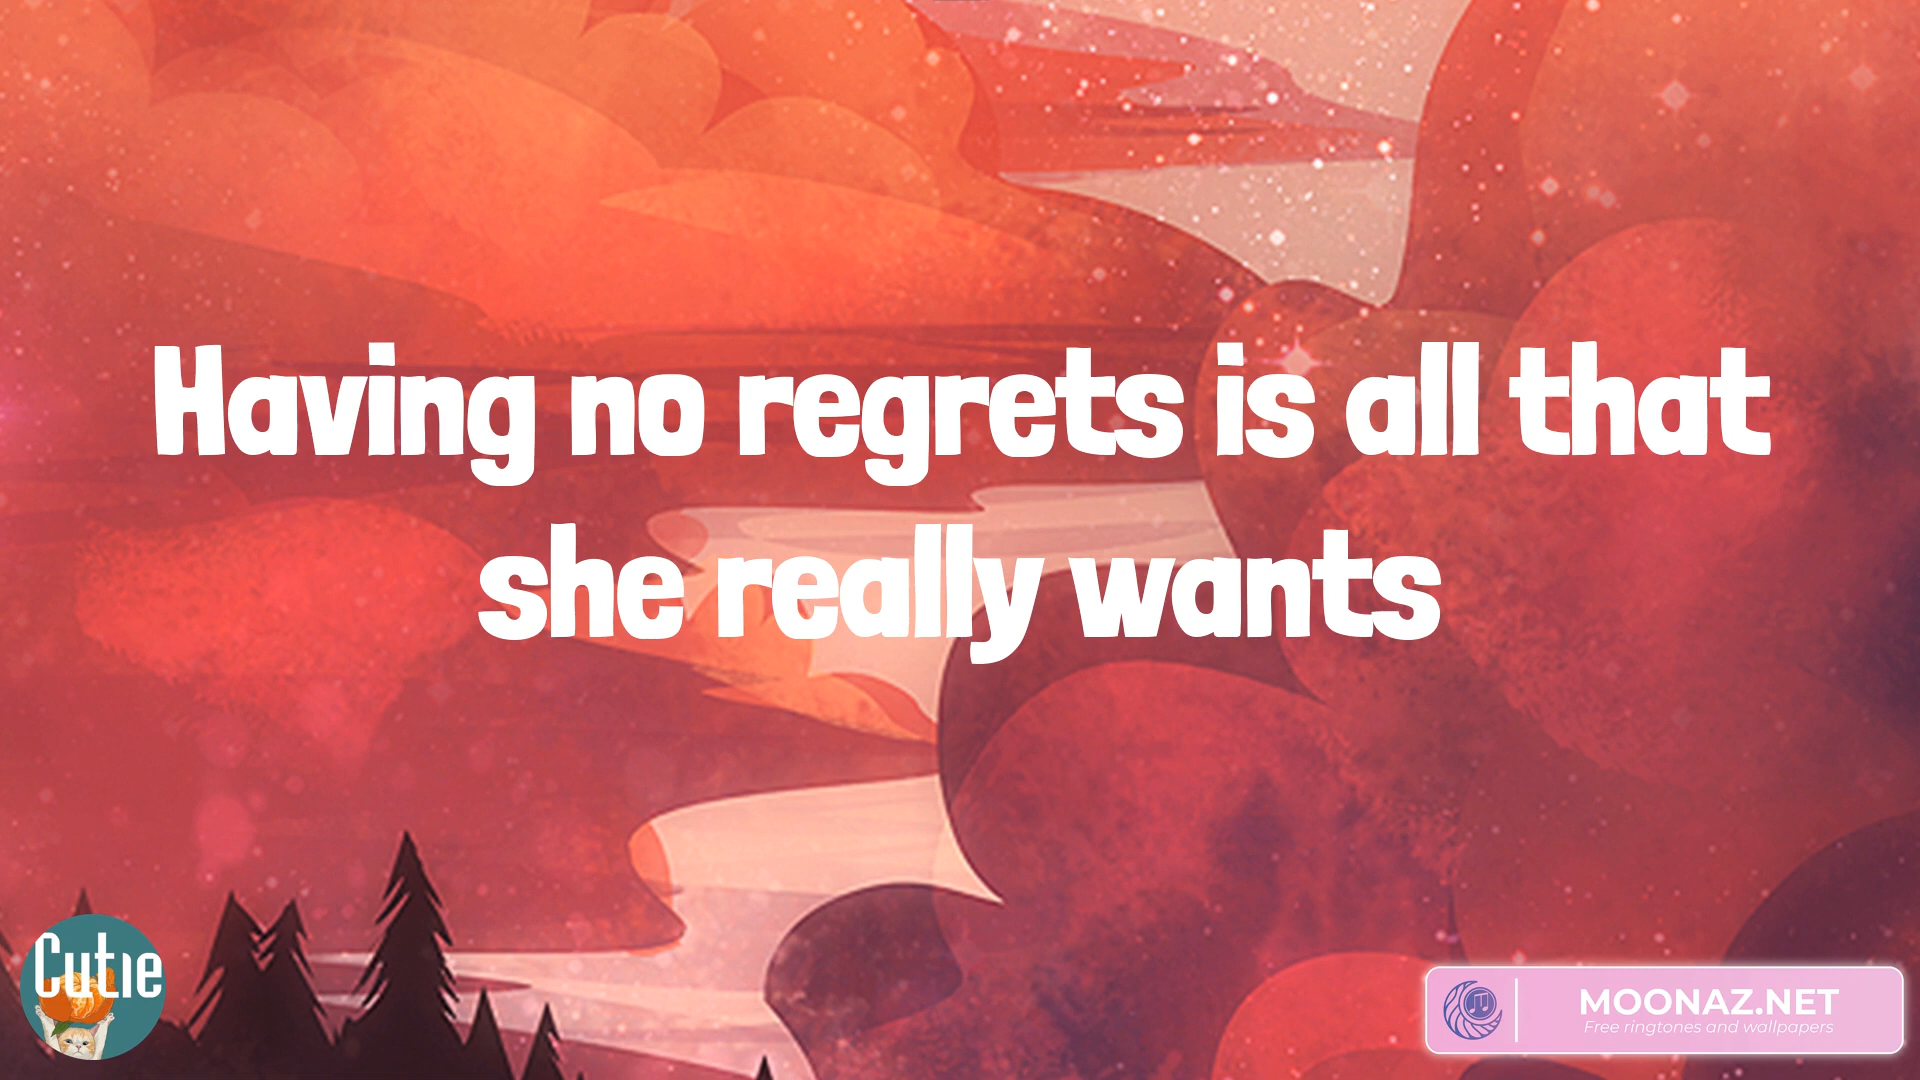 Having no regrets is all that
she really wants
Cutie
MOONAZ.NET
Free ringtones and wallpapers